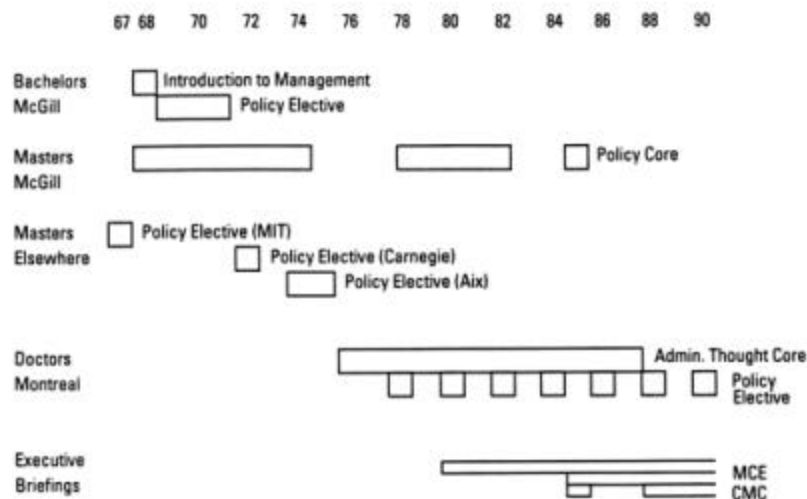 67 68 70 72 74 76 78 80 82 84 86 88 90
Bachelors Introduction to Management
McGill Policy Elective
Masters Policy Core
McGill
Masters Policy Elective (MIT)
Elsewhere Policy Elective (Carnegie)
Policy Elective (Aix)
Doctors Admin. Thought Core
Montreal Policy
Elective
Executive
Briefings MCE
CMC